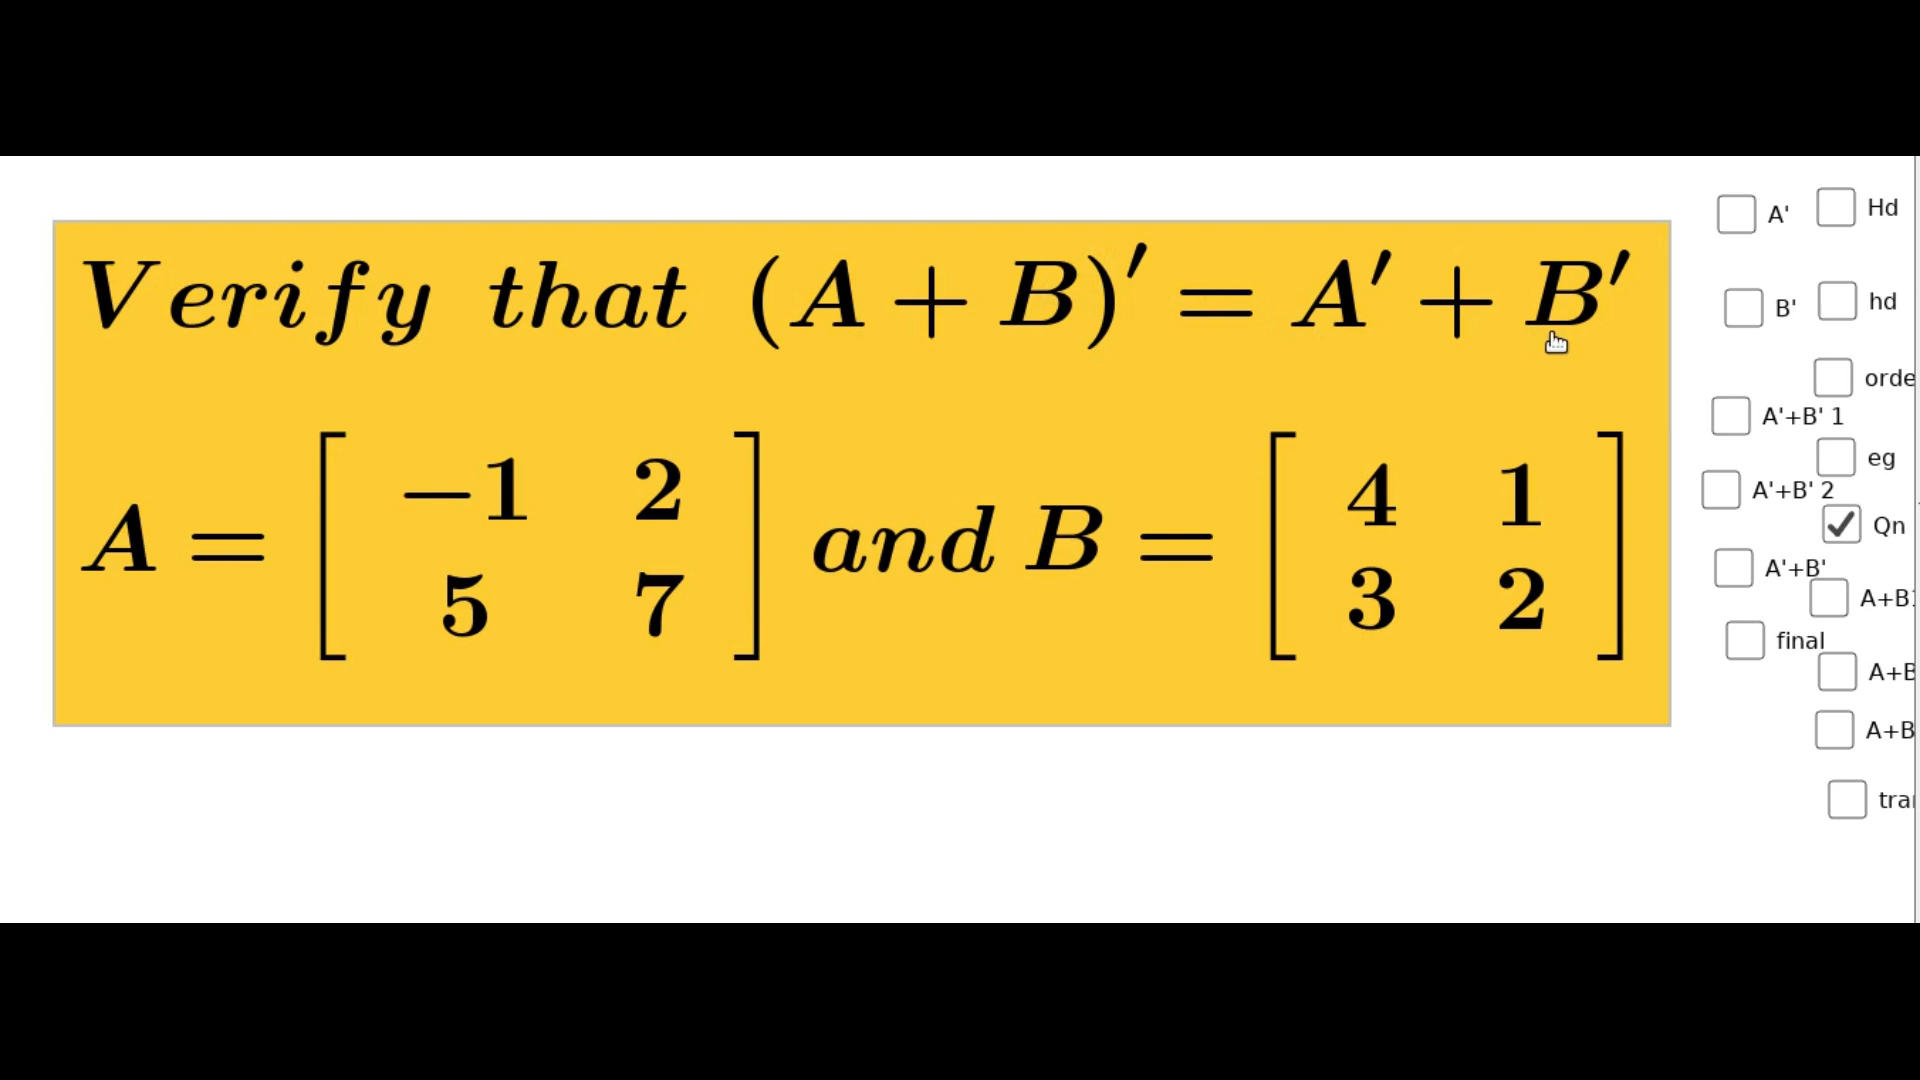 Verify that (A + B)′ = A′ + B′
A = [ −1 2 5 7 ] and B = [ 4 1 3 2 ]
A' Hd
B' hd
orde
A'+B' 1
eg
A'+B' 2
Qn
A'+B'
A+B
final
A+B
A+B
tra